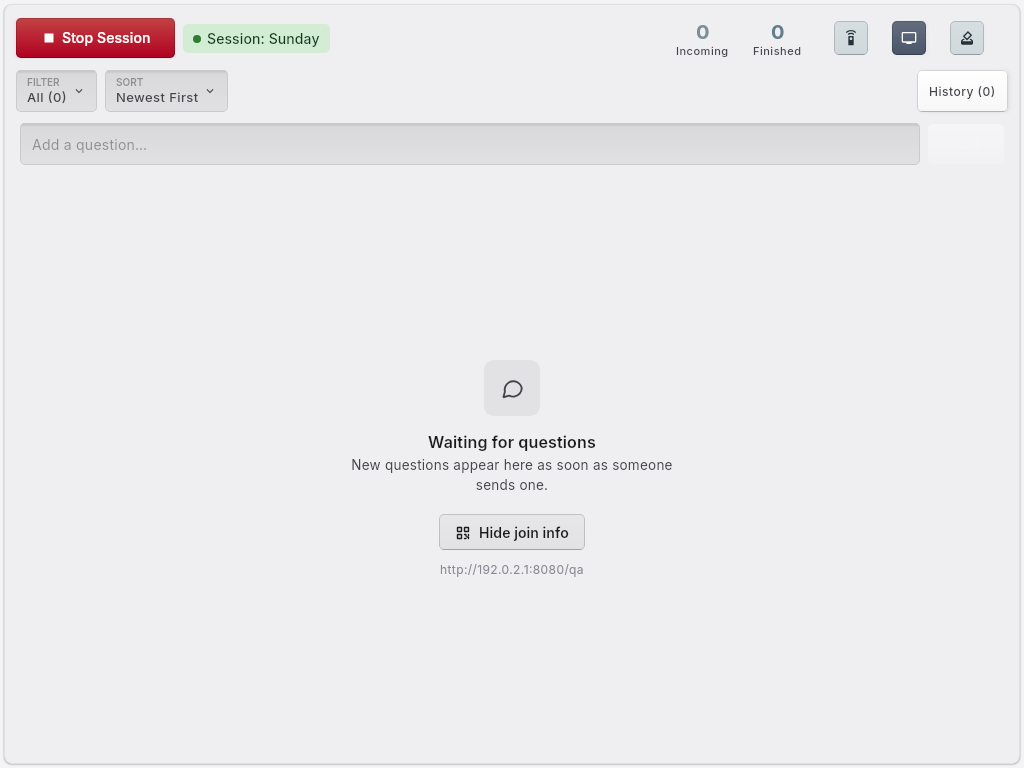 Stop Session
Session: Sunday
0
Incoming
0
Finished
FILTER
All (0)
SORT
Newest First
History (0)
Add a question...
Waiting for questions
New questions appear here as soon as someone
sends one.
Hide join info
http://192.0.2.1:8080/qa